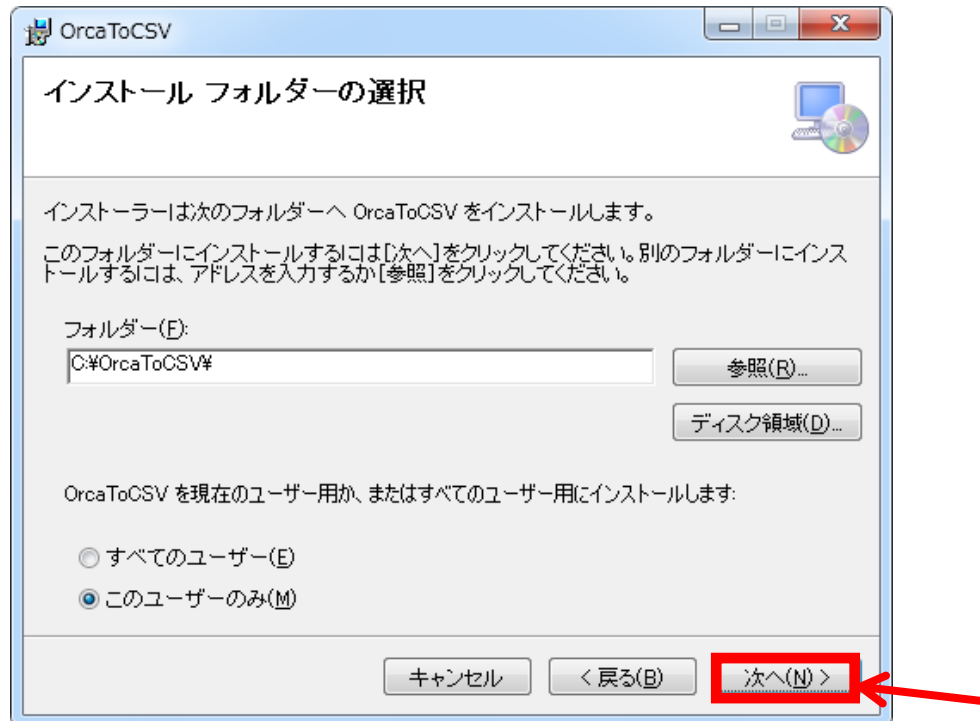 OrcaToCSV
インストール フォルダーの選択
インストーラーは次のフォルダーへ OrcaToCSV をインストールします。
このフォルダーにインストールするには[次へ]をクリックしてください。別のフォルダーにインス
トールするには、アドレスを入力するか[参照]をクリックしてください。
フォルダー(F):
C:¥OrcaToCSV¥
参照(R)...
ディスク領域(D)...
OrcaToCSV を現在のユーザー用か、またはすべてのユーザー用にインストールします:
すべてのユーザー(E)
このユーザーのみ(M)
キャンセル
< 戻る(B)
次へ(N) >